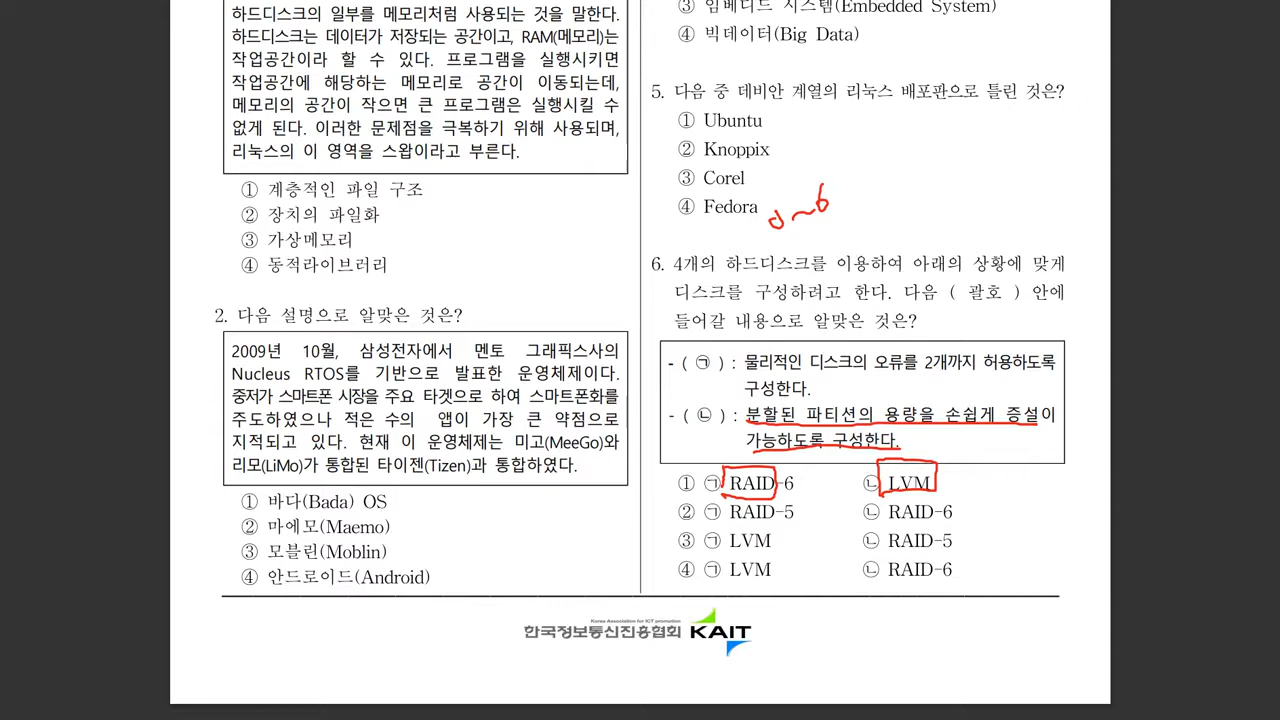 하드디스크의 일부를 메모리처럼 사용되는 것을 말한다.
하드디스크는 데이터가 저장되는 공간이고, RAM(메모리)는
작업공간이라 할 수 있다. 프로그램을 실행시키면
작업공간에 해당하는 메모리로 공간이 이동되는데,
메모리의 공간이 작으면 큰 프로그램은 실행시킬 수
없게 된다. 이러한 문제점을 극복하기 위해 사용되며,
리눅스의 이 영역을 스왑이라고 부른다.
① 계층적인 파일 구조
② 장치의 파일화
③ 가상메모리
④ 동적라이브러리
2. 다음 설명으로 알맞은 것은?
2009년 10월, 삼성전자에서 멘토 그래픽스사의
Nucleus RTOS를 기반으로 발표한 운영체제이다.
중저가 스마트폰 시장을 주요 타겟으로 하여 스마트폰화를
주도하였으나 적은 수의 앱이 가장 큰 약점으로
지적되고 있다. 현재 이 운영체제는 미고(MeeGo)와
리모(LiMo)가 통합된 타이젠(Tizen)과 통합하였다.
① 바다(Bada) OS
② 마에모(Maemo)
③ 모블린(Moblin)
④ 안드로이드(Android)
③ 임베디드 시스템(Embedded System)
④ 빅데이터(Big Data)
5. 다음 중 데비안 계열의 리눅스 배포판으로 틀린 것은?
① Ubuntu
② Knoppix
③ Corel
④ Fedora
0~6
6. 4개의 하드디스크를 이용하여 아래의 상황에 맞게
디스크를 구성하려고 한다. 다음 ( 괄호 ) 안에
들어갈 내용으로 알맞은 것은?
- ( ㉠ ) : 물리적인 디스크의 오류를 2개까지 허용하도록
구성한다.
- ( ㉡ ) : 분할된 파티션의 용량을 손쉽게 증설이
가능하도록 구성한다.
① ㉠ RAID-6 ㉡ LVM
② ㉠ RAID-5 ㉡ RAID-6
③ ㉠ LVM ㉡ RAID-5
④ ㉠ LVM ㉡ RAID-6
Korea Association for ICT promotion
한국정보통신진흥협회 KAIT